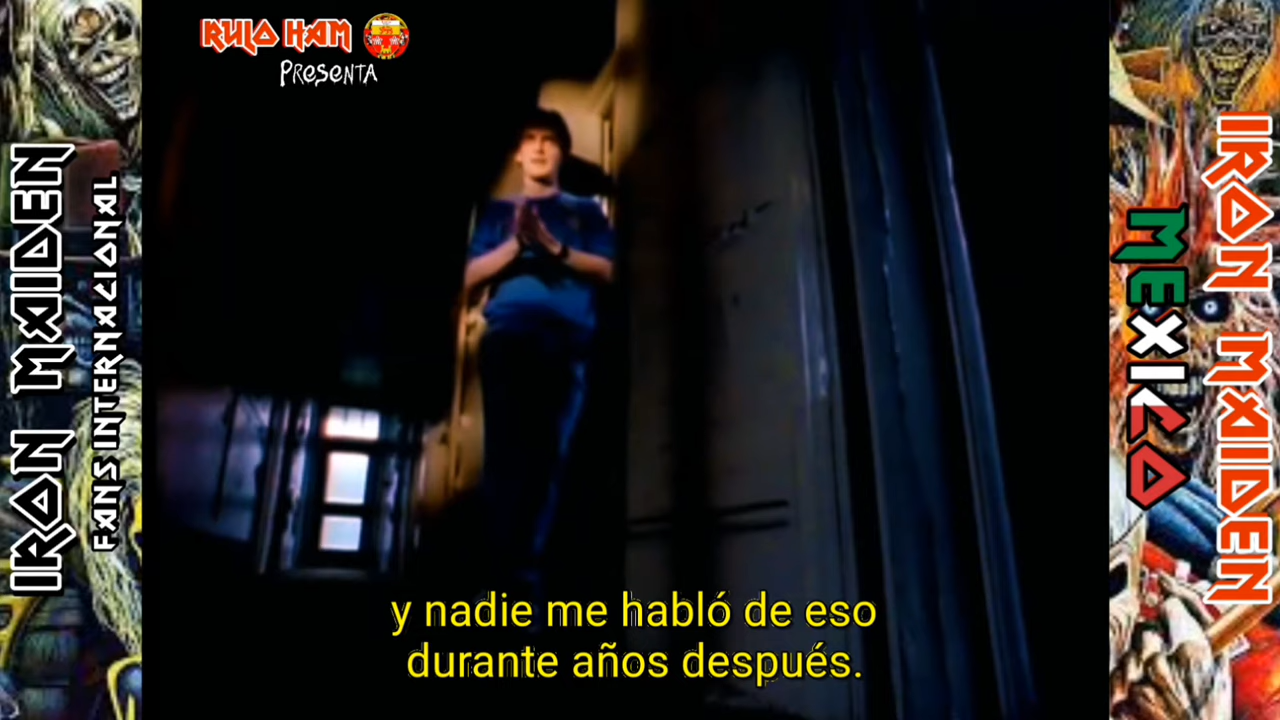 RULO HAM
PRESENTA
IRON MAIDEN
FANS INTERNACIONAL
IRON MAIDEN
MEXICO
y nadie me habló de eso
durante años después.